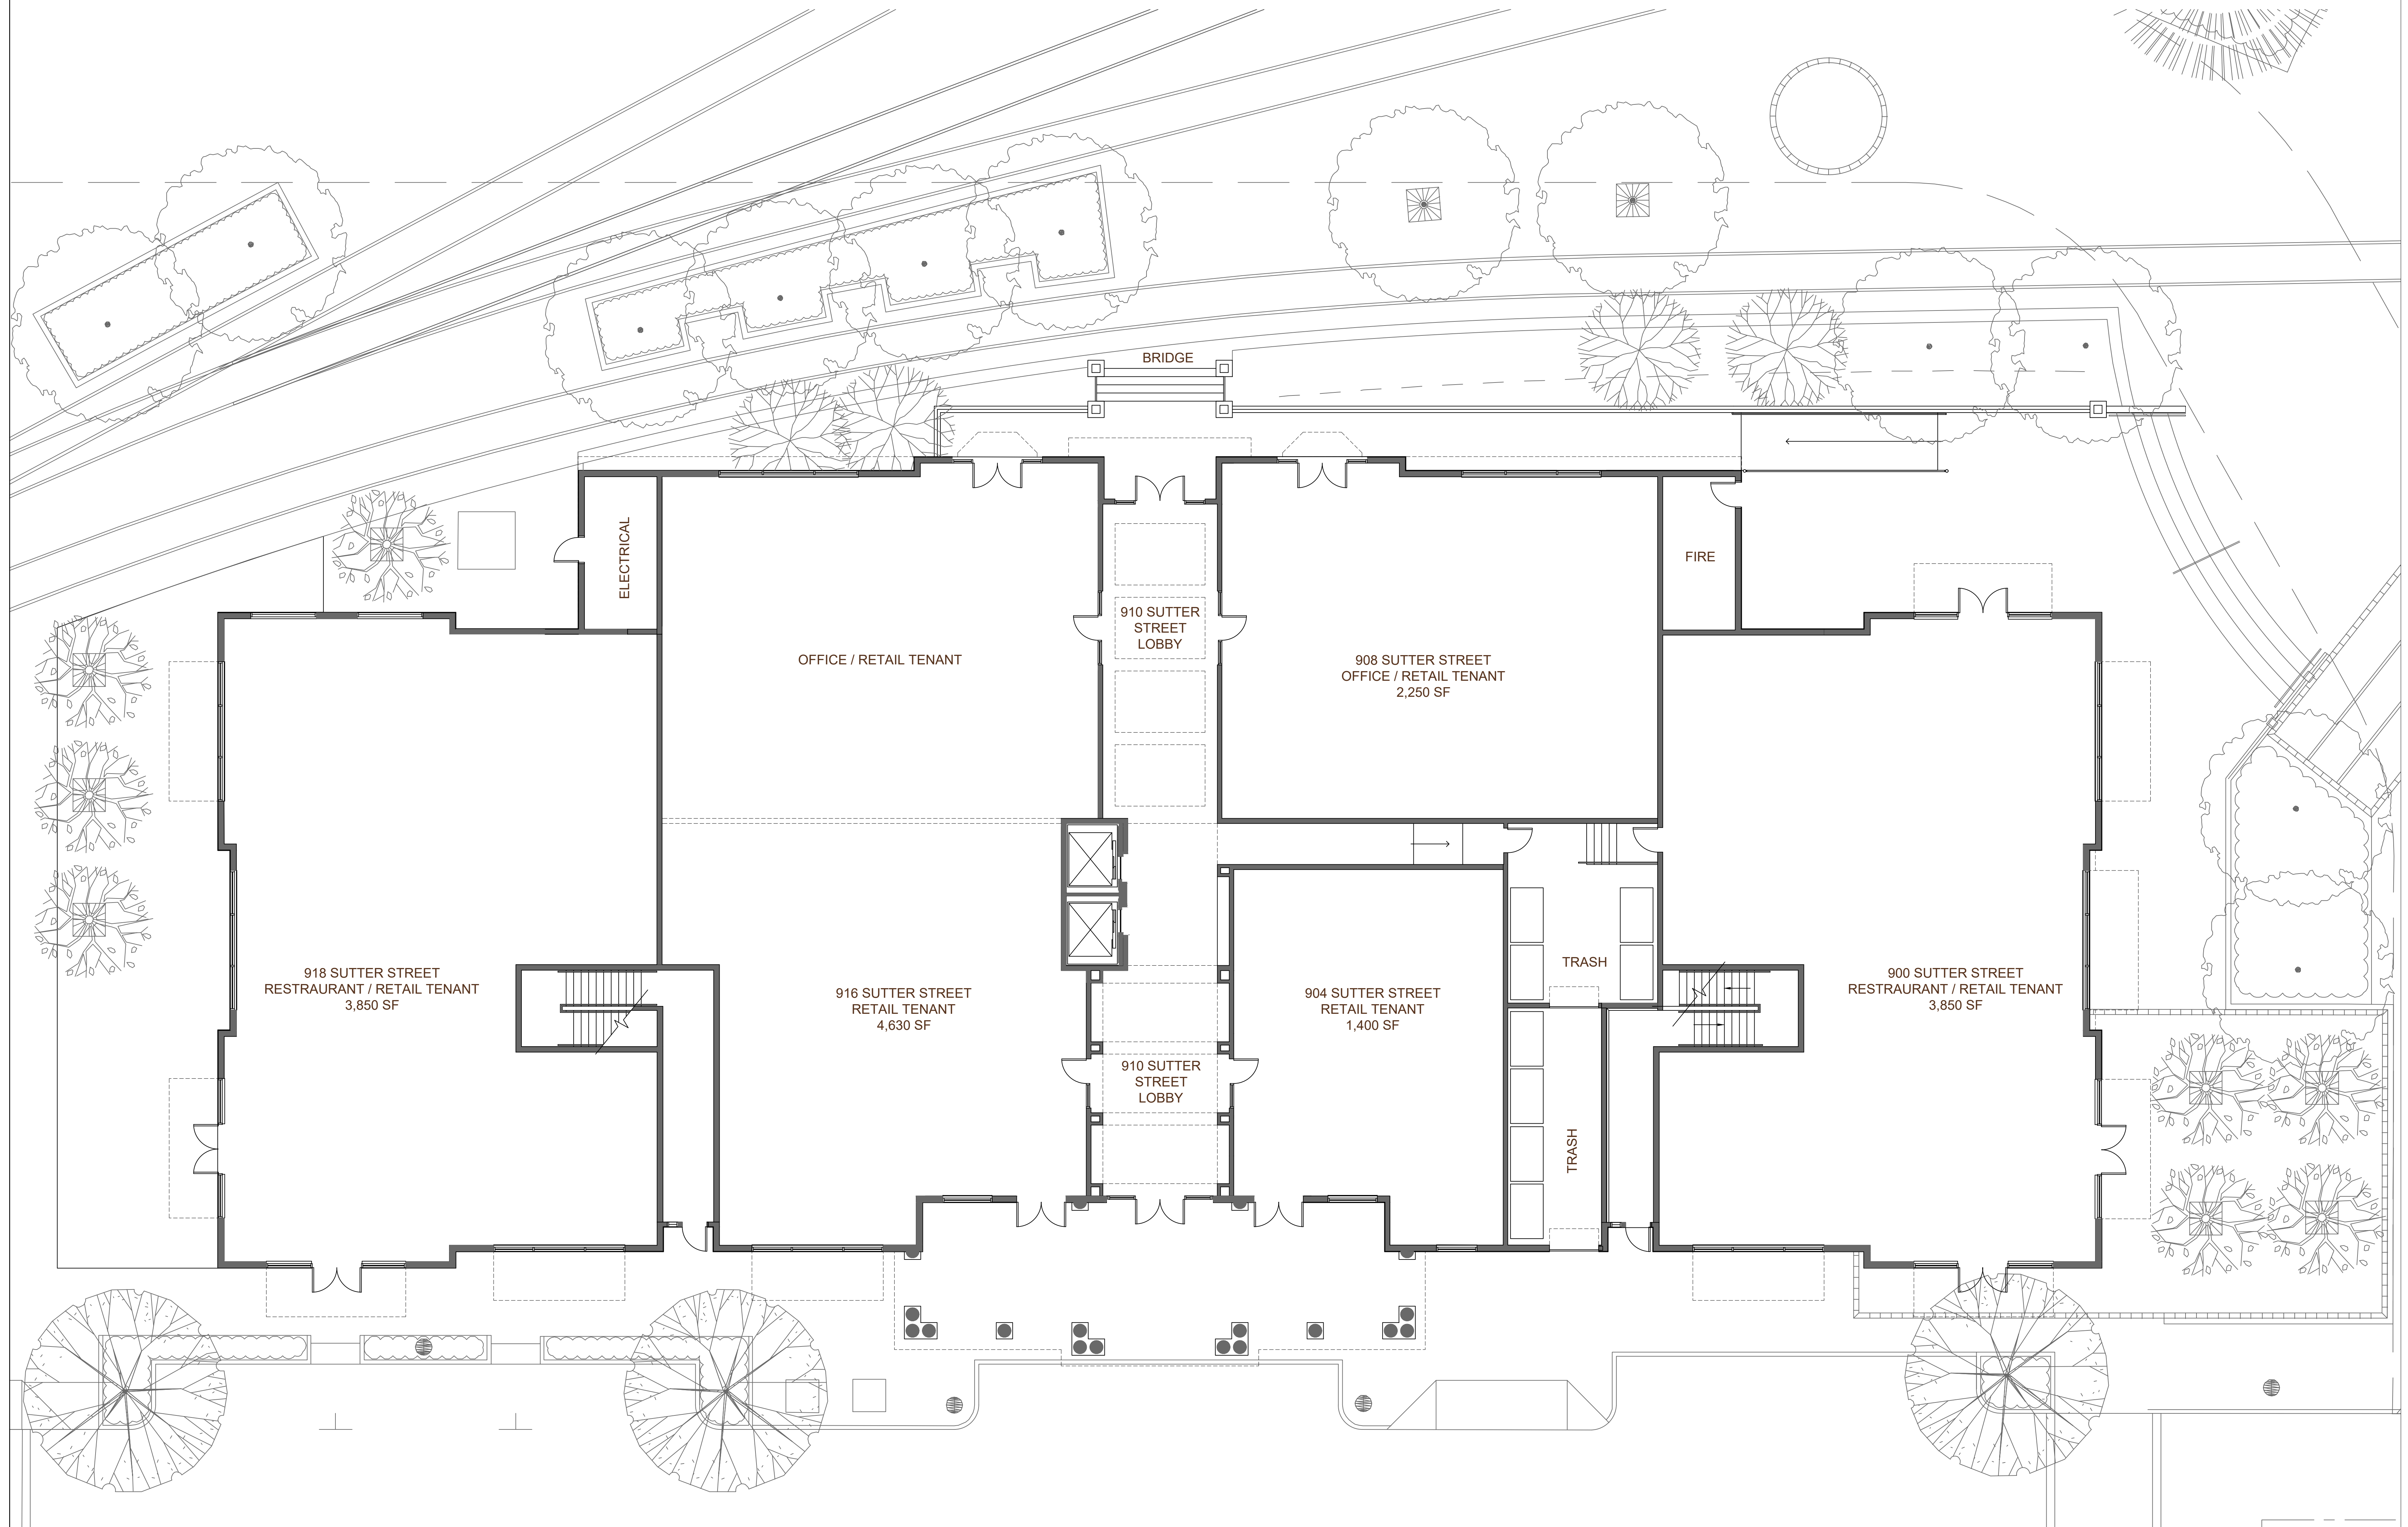 BRIDGE
ELECTRICAL
FIRE
910 SUTTER
STREET
LOBBY
OFFICE / RETAIL TENANT
908 SUTTER STREET
OFFICE / RETAIL TENANT
2,250 SF
918 SUTTER STREET
RESTRAURANT / RETAIL TENANT
3,850 SF
916 SUTTER STREET
RETAIL TENANT
4,630 SF
904 SUTTER STREET
RETAIL TENANT
1,400 SF
TRASH
900 SUTTER STREET
RESTRAURANT / RETAIL TENANT
3,850 SF
910 SUTTER
STREET
LOBBY
TRASH